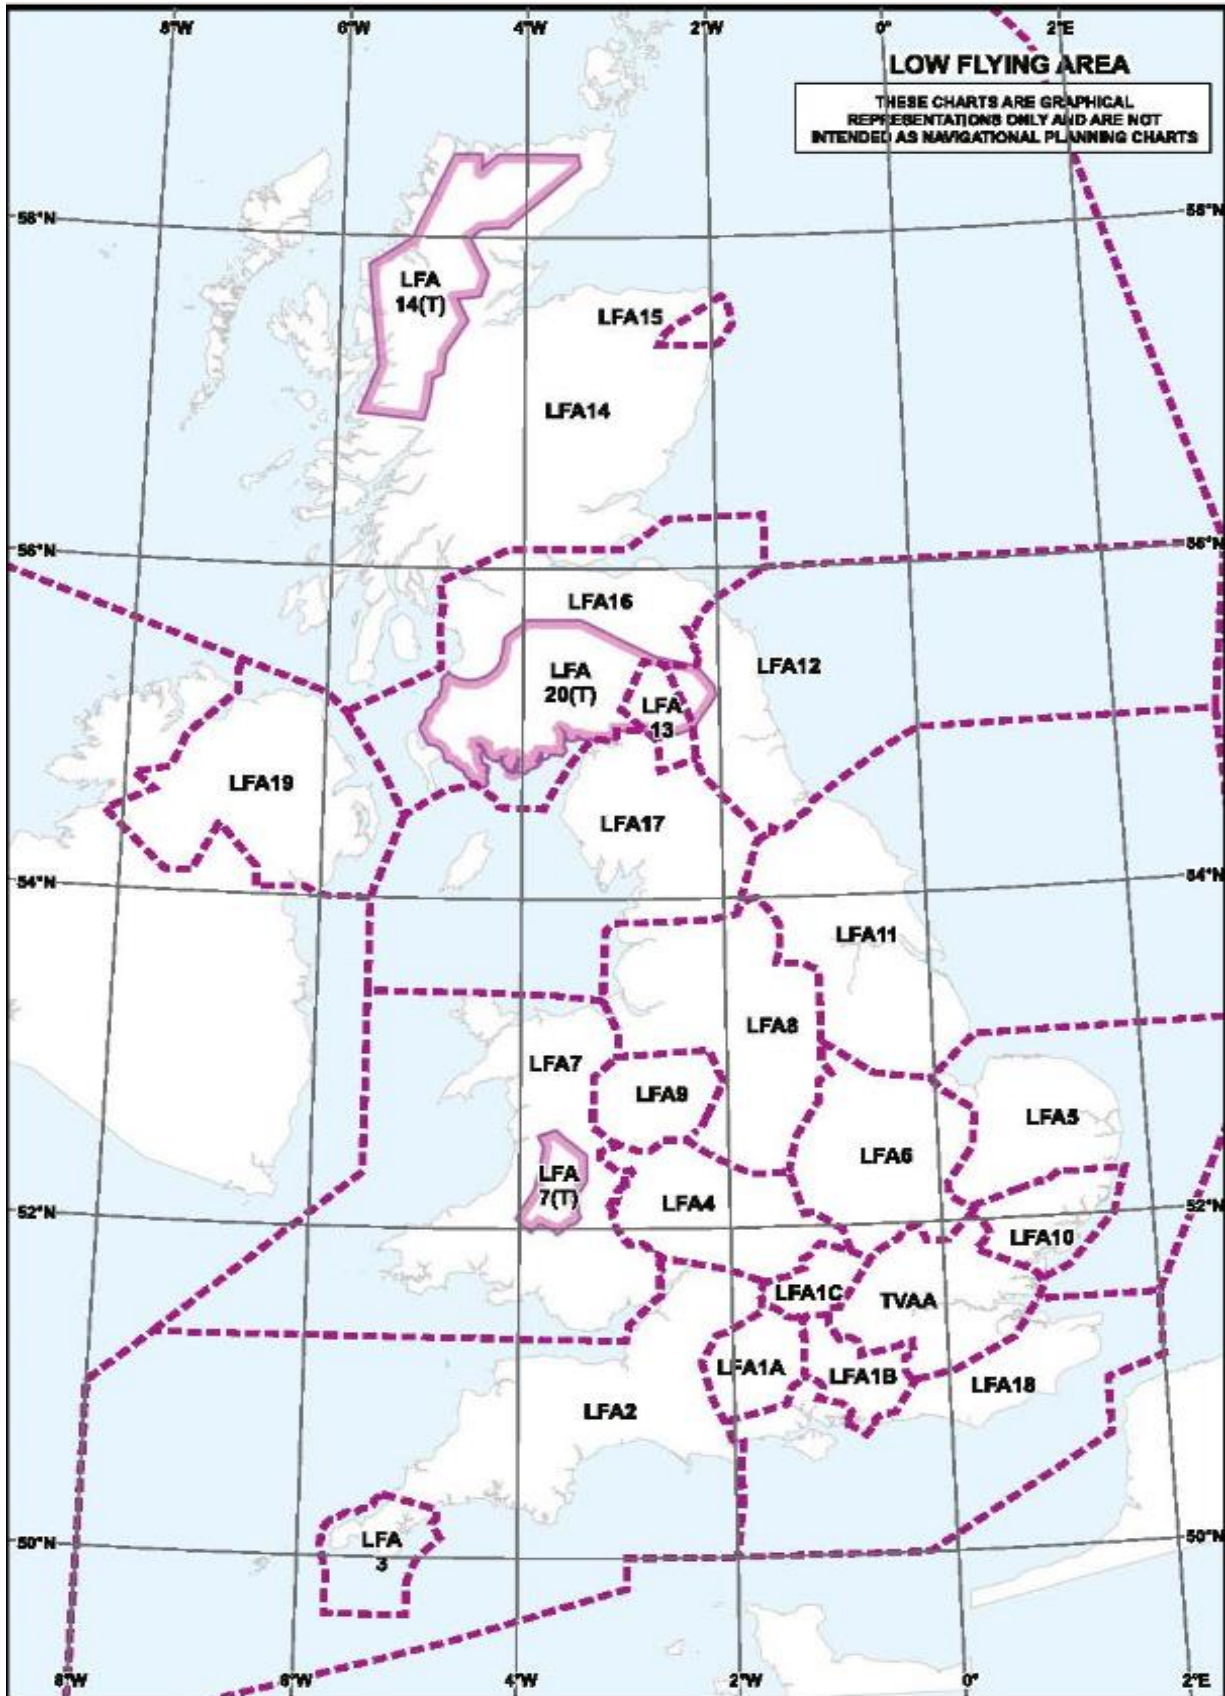 8°W 6°W 4°W 2°W 0° 2°E
LOW FLYING AREA
THESE CHARTS ARE GRAPHICAL
REPRESENTATIONS ONLY AND ARE NOT
INTENDED AS NAVIGATIONAL PLANNING CHARTS
58°N 58°N
LFA
14(T)
LFA15
LFA14
56°N 56°N
LFA16
LFA12
LFA
20(T)
LFA
13
LFA19
LFA17
54°N 54°N
LFA11
LFA8
LFA7
LFA9
LFA5
LFA6
LFA
7(T)
LFA4
52°N 52°N
LFA10
LFA1C
TVAA
LFA1A
LFA1B
LFA18
LFA2
50°N 50°N
LFA
3
8°W 6°W 4°W 2°W 0° 2°E